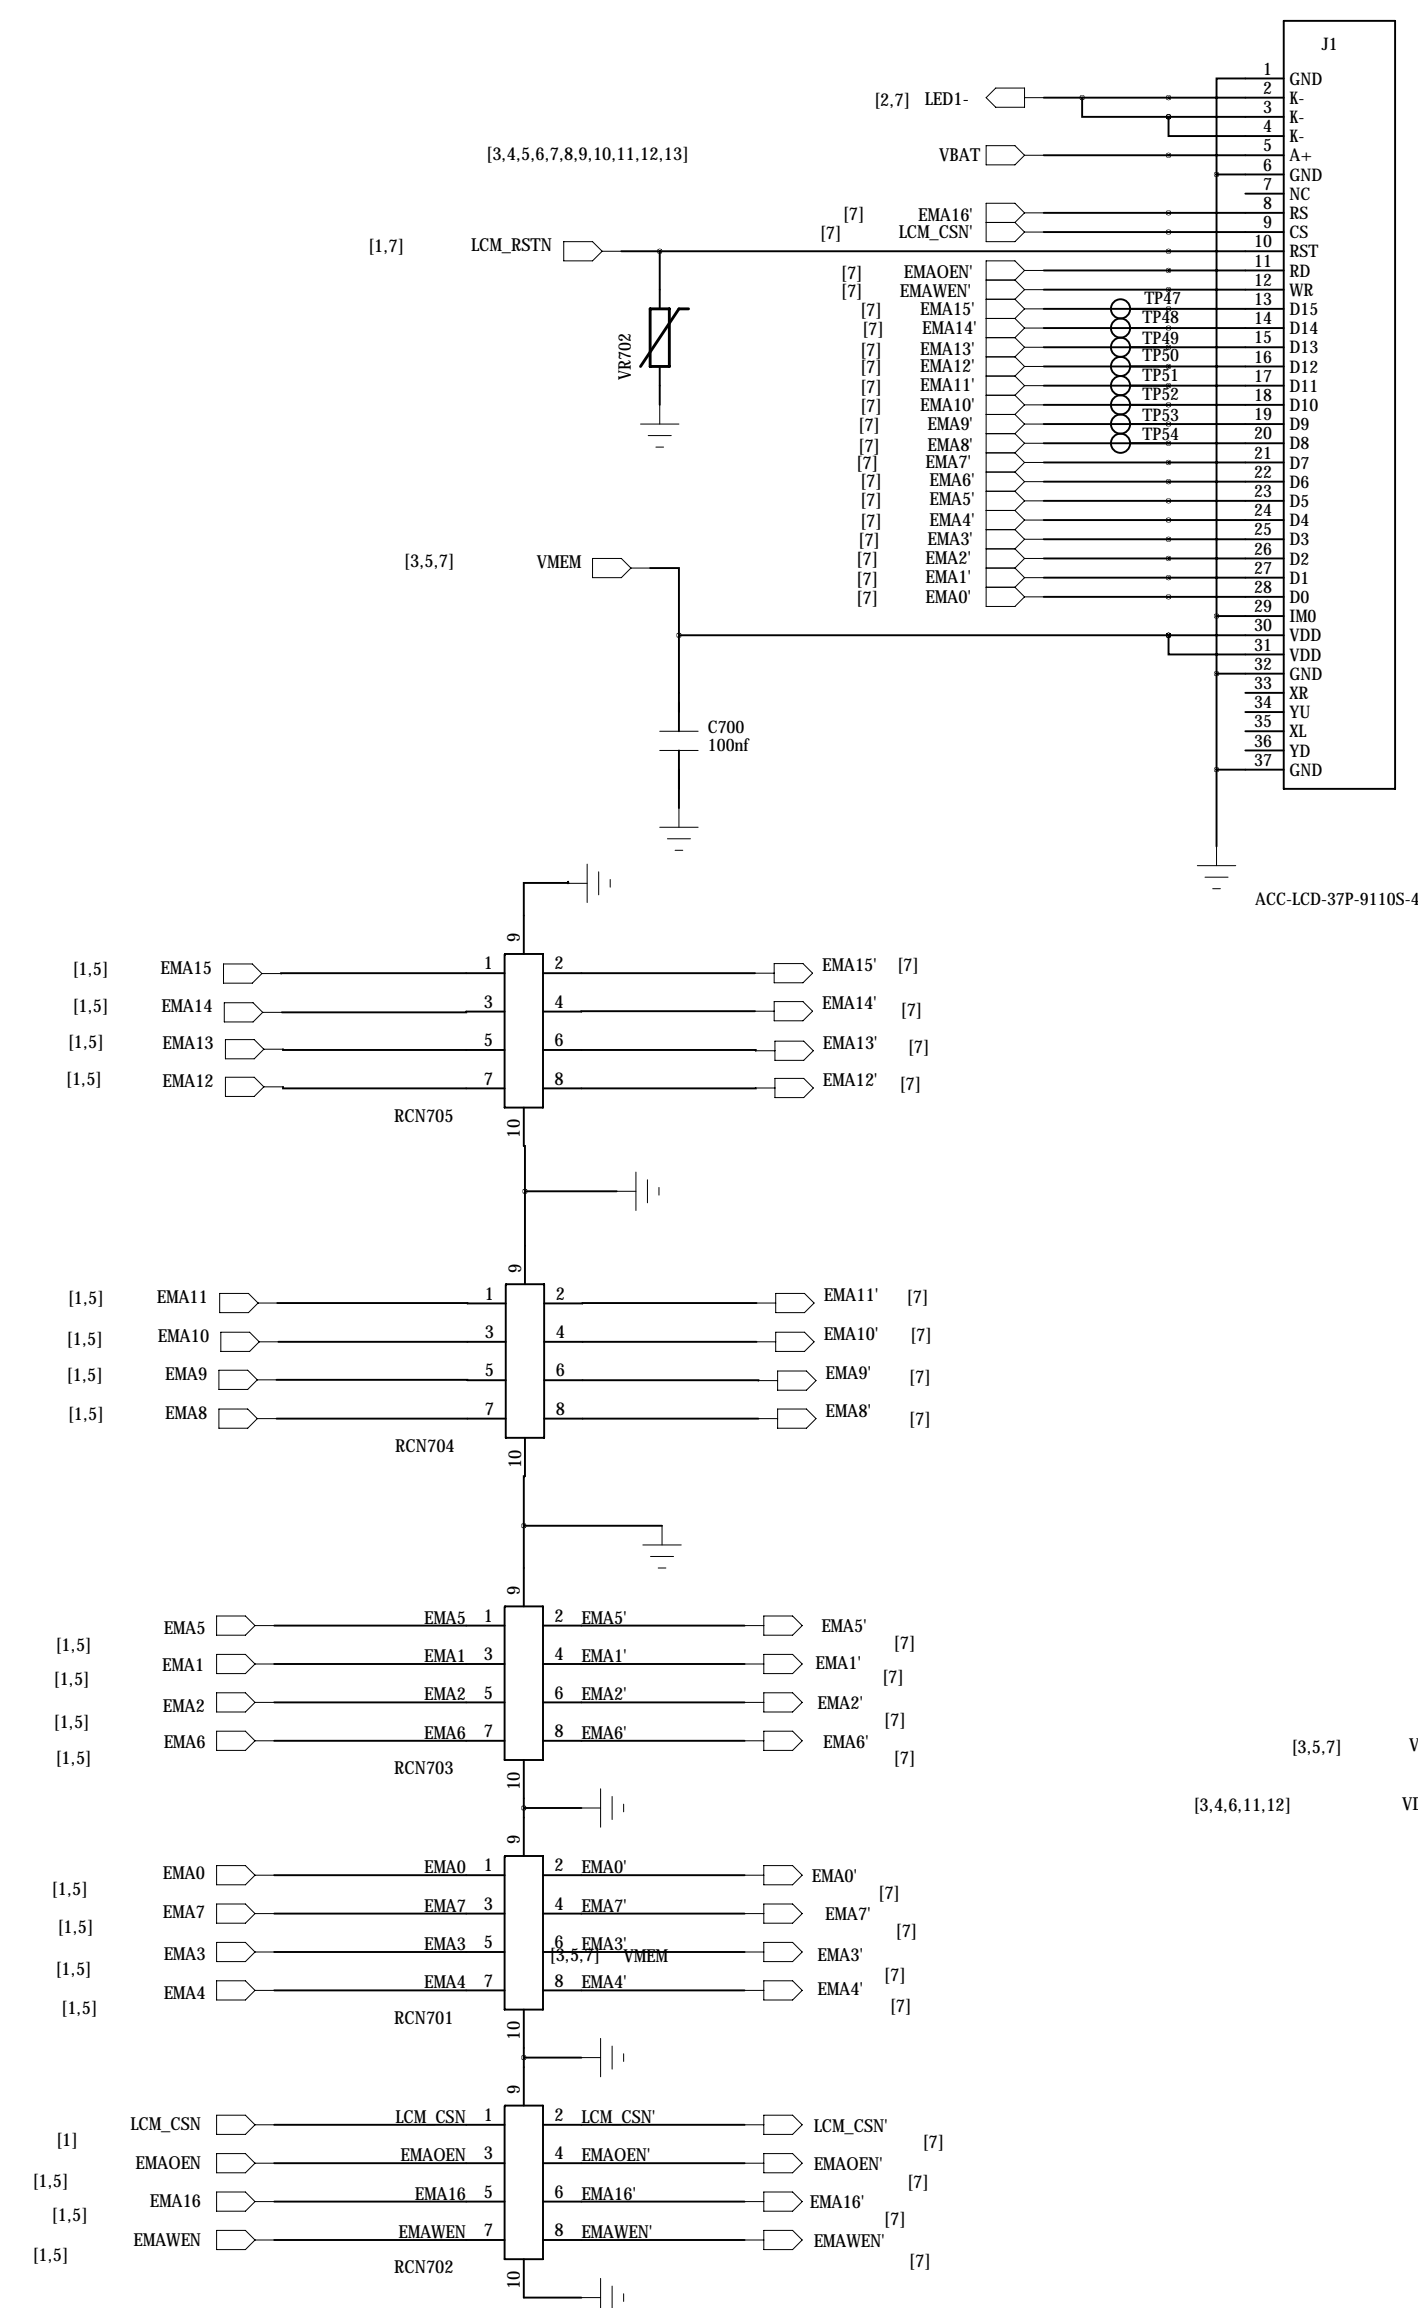 J1
1 GND
[2,7] LED1- 2 K-
3 K-
4 K-
[3,4,5,6,7,8,9,10,11,12,13] VBAT 5 A+
6 GND
7 NC
[7] EMA16' 8 RS
[7] LCM_CSN' 9 CS
[1,7] LCM_RSTN 10 RST
[7] EMAOEN' 11 RD
[7] EMAWEN' 12 WR
[7] EMA15' TP47 13 D15
[7] EMA14' TP48 14 D14
[7] EMA13' TP49 15 D13
[7] EMA12' TP50 16 D12
[7] EMA11' TP51 17 D11
[7] EMA10' TP52 18 D10
[7] EMA9' TP53 19 D9
[7] EMA8' TP54 20 D8
VR702
[7] EMA7' 21 D7
[7] EMA6' 22 D6
[7] EMA5' 23 D5
[7] EMA4' 24 D4
[7] EMA3' 25 D3
[7] EMA2' 26 D2
[7] EMA1' 27 D1
[7] EMA0' 28 D0
[3,5,7] VMEM
29 IM0
30 VDD
31 VDD
32 GND
33 XR
34 YU
35 XL
36 YD
37 GND
C700
100nf
ACC-LCD-37P-9110S-4
9
[1,5] EMA15 1 2 EMA15' [7]
[1,5] EMA14 3 4 EMA14' [7]
[1,5] EMA13 5 6 EMA13' [7]
[1,5] EMA12 7 8 EMA12' [7]
RCN705
10
9
[1,5] EMA11 1 2 EMA11' [7]
[1,5] EMA10 3 4 EMA10' [7]
[1,5] EMA9 5 6 EMA9' [7]
[1,5] EMA8 7 8 EMA8' [7]
RCN704
10
9
EMA5 EMA5 1 2 EMA5' EMA5'
[1,5] [7]
EMA1 EMA1 3 4 EMA1' EMA1'
[1,5] [7]
EMA2 EMA2 5 6 EMA2' EMA2'
[1,5] [7]
EMA6 EMA6 7 8 EMA6' EMA6'
[1,5] [7]
RCN703
10
[3,5,7] V
[3,4,6,11,12] VI
9
EMA0 EMA0 1 2 EMA0' EMA0'
[1,5] [7]
EMA7 EMA7 3 4 EMA7' EMA7'
[1,5] [7]
EMA3 EMA3 5 6 EMA3' EMA3'
[3,5,7] VMEM
[1,5] [7]
EMA4 EMA4 7 8 EMA4' EMA4'
[1,5] [7]
RCN701
10
9
LCM_CSN LCM_CSN 1 2 LCM_CSN' LCM_CSN'
[1] [7]
EMAOEN EMAOEN 3 4 EMAOEN' EMAOEN'
[1,5] [7]
EMA16 EMA16 5 6 EMA16' EMA16'
[1,5] [7]
EMAWEN EMAWEN 7 8 EMAWEN' EMAWEN'
[1,5] [7]
RCN702
10